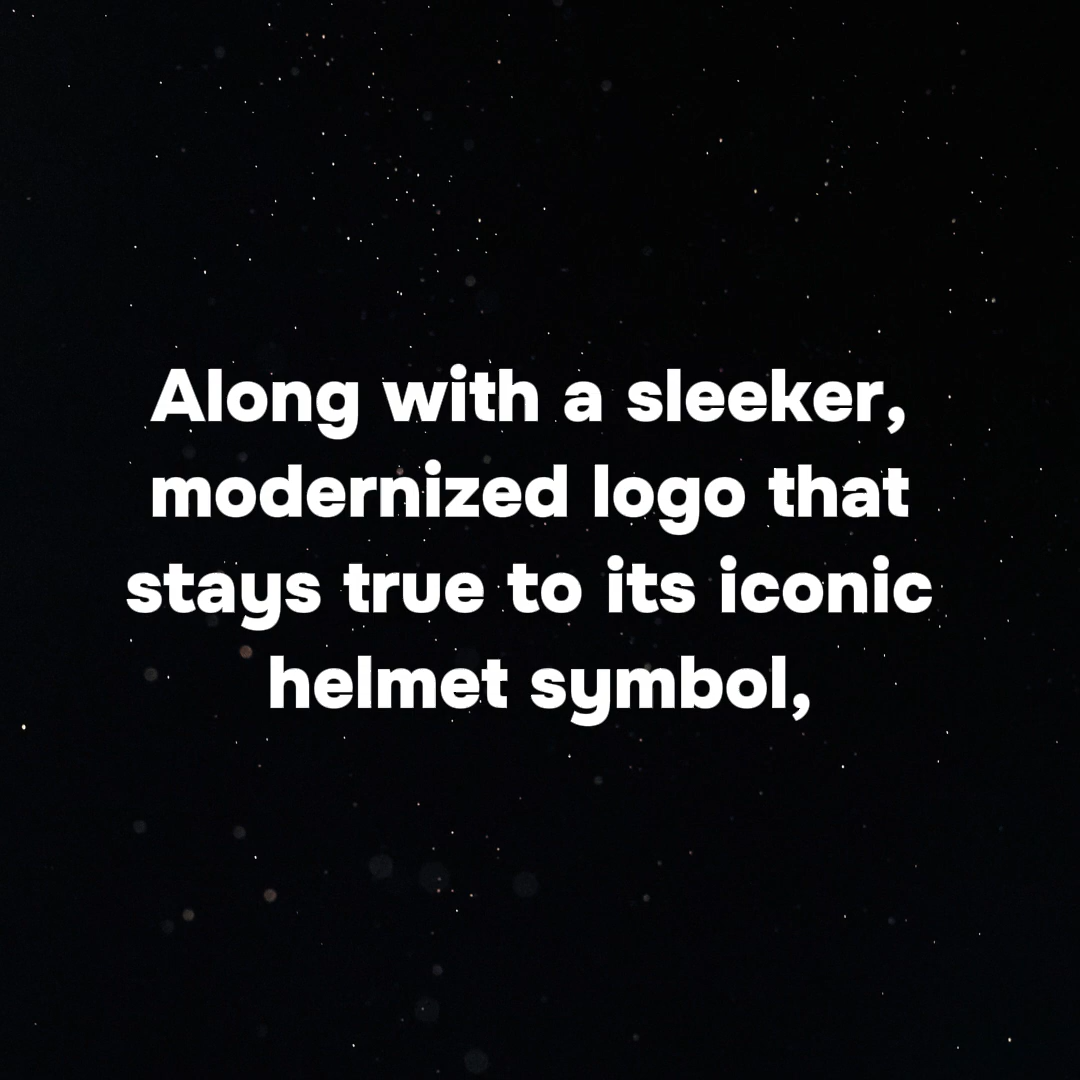 Along with a sleeker,
modernized logo that
stays true to its iconic
helmet symbol,